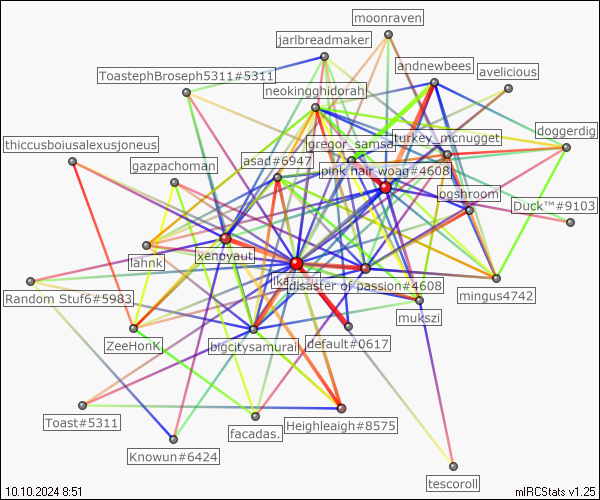 moonraven
jarlbreadmaker
andnewbees
avelicious
ToastephBroseph5311#5311
neokingghidorah
turkey_mcnugget
doggerdig
thiccusboiusalexusjoneus
gregor_samsa
gazpachoman
asad#6947
pink hair woag#4608
ogshroom
Duck™#9103
lahnk
xenoyaut
disaster of passion#4608
mingus4742
Random Stuf6#5983
mukszi
ZeeHonK
bigcitysamurai
default#0617
Toast#5311
facadas.
Heighleaigh#8575
Knowun#6424
tescoroll
10.10.2024 8:51
mIRCStats v1.25